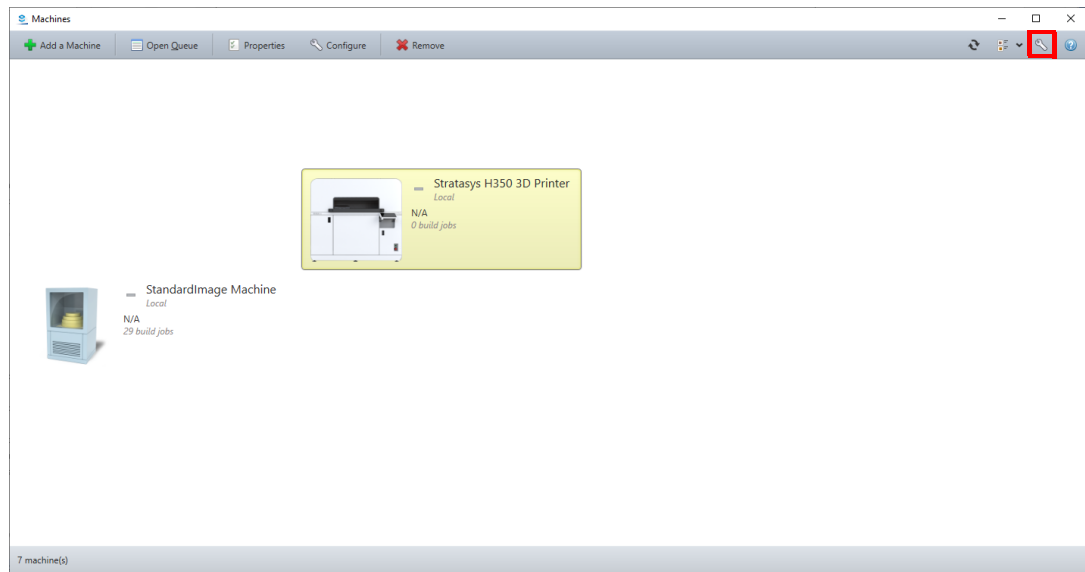 Machines
Add a Machine Open Queue Properties Configure Remove
Stratasys H350 3D Printer
Local
N/A
0 build jobs
StandardImage Machine
Local
N/A
29 build jobs
7 machine(s)